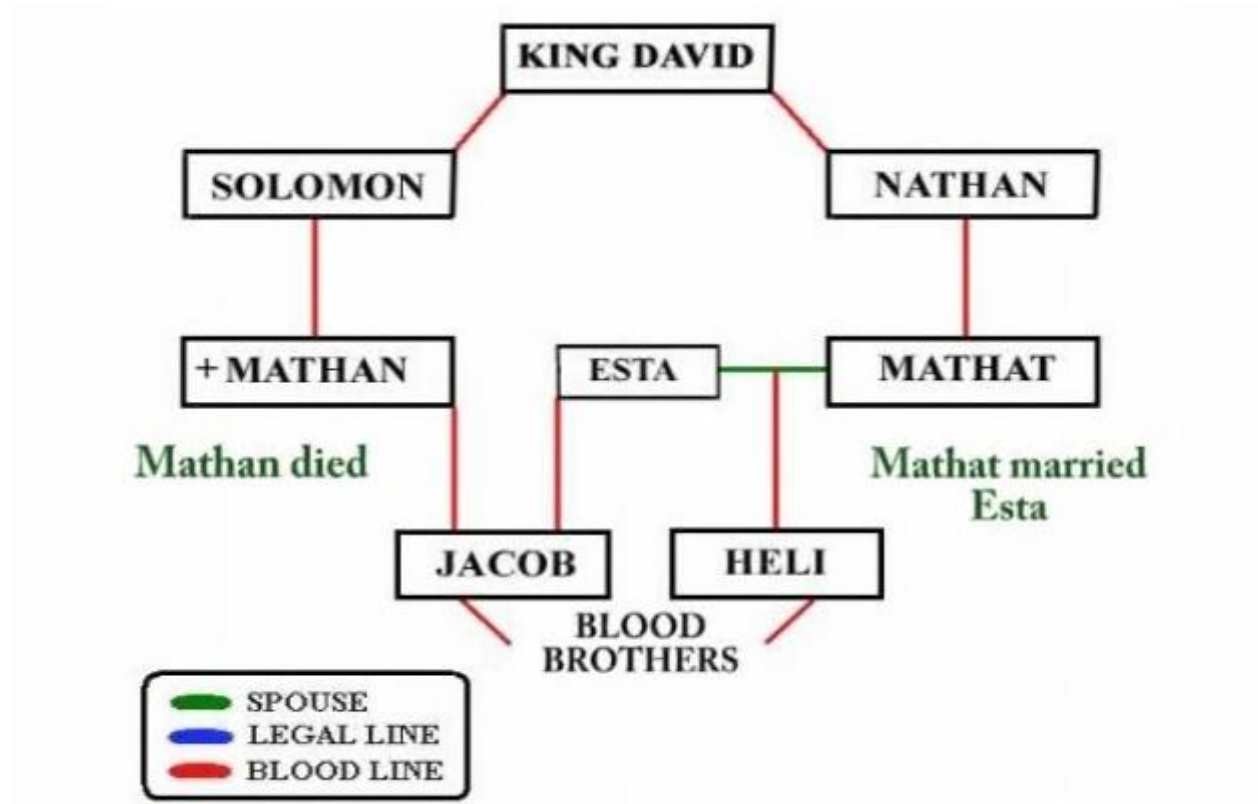 KING DAVID
SOLOMON
NATHAN
+ MATHAN
ESTA
MATHAT
Mathan died
Mathat married
Esta
JACOB
HELI
BLOOD
BROTHERS
SPOUSE
LEGAL LINE
BLOOD LINE